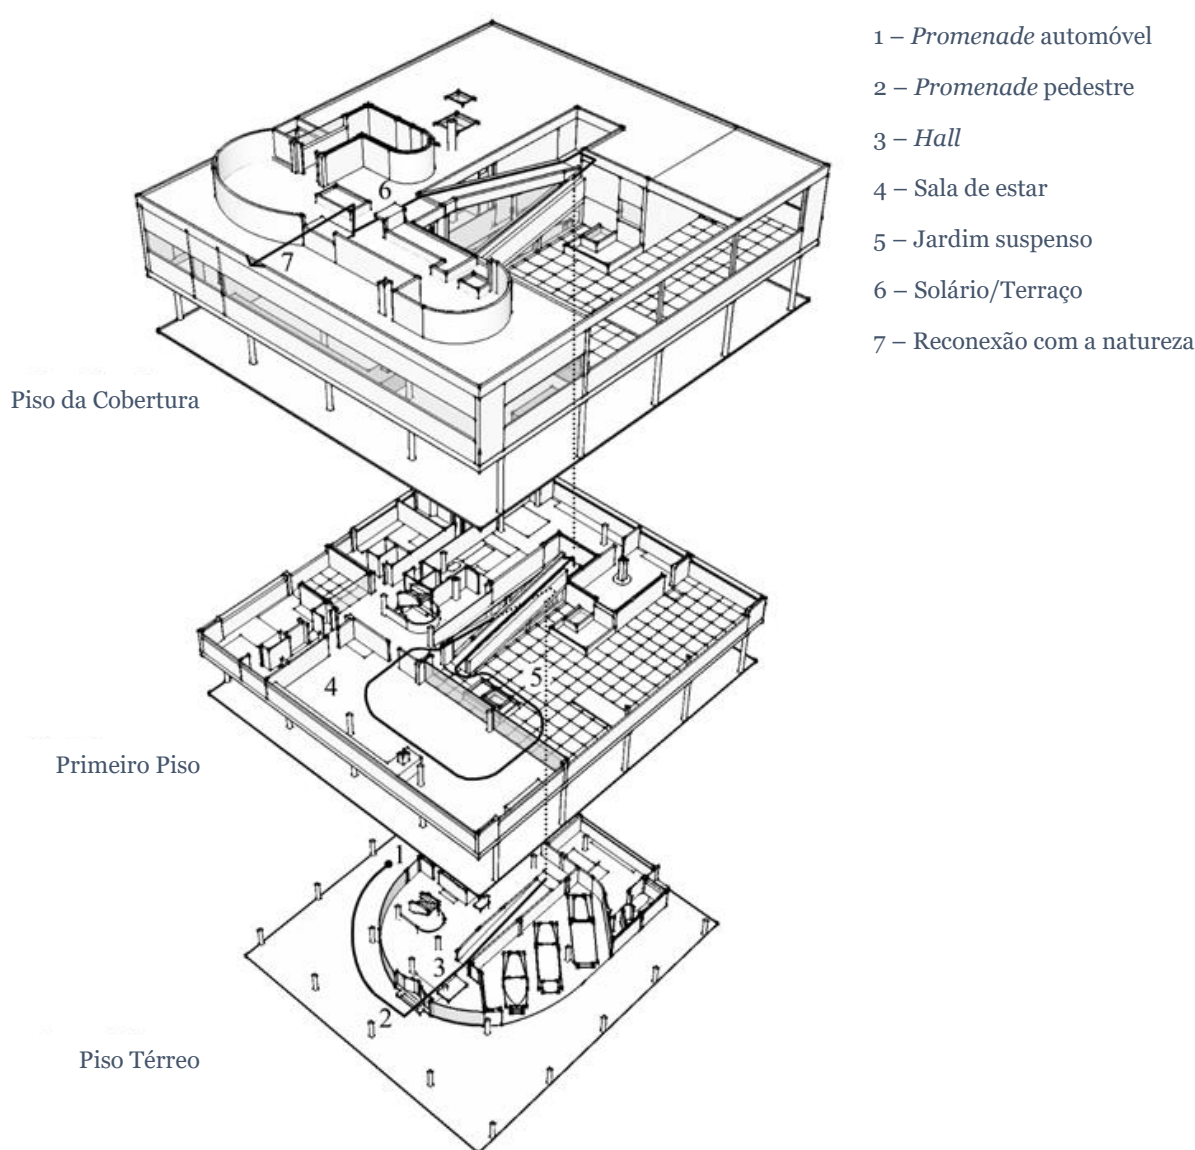 1 – Promenade automóvel
2 – Promenade pedestre
3 – Hall
4 – Sala de estar
5 – Jardim suspenso
6 – Solário/Terraço
7 – Reconexão com a natureza
6
7
Piso da Cobertura
4
5
Primeiro Piso
1
3
2
Piso Térreo